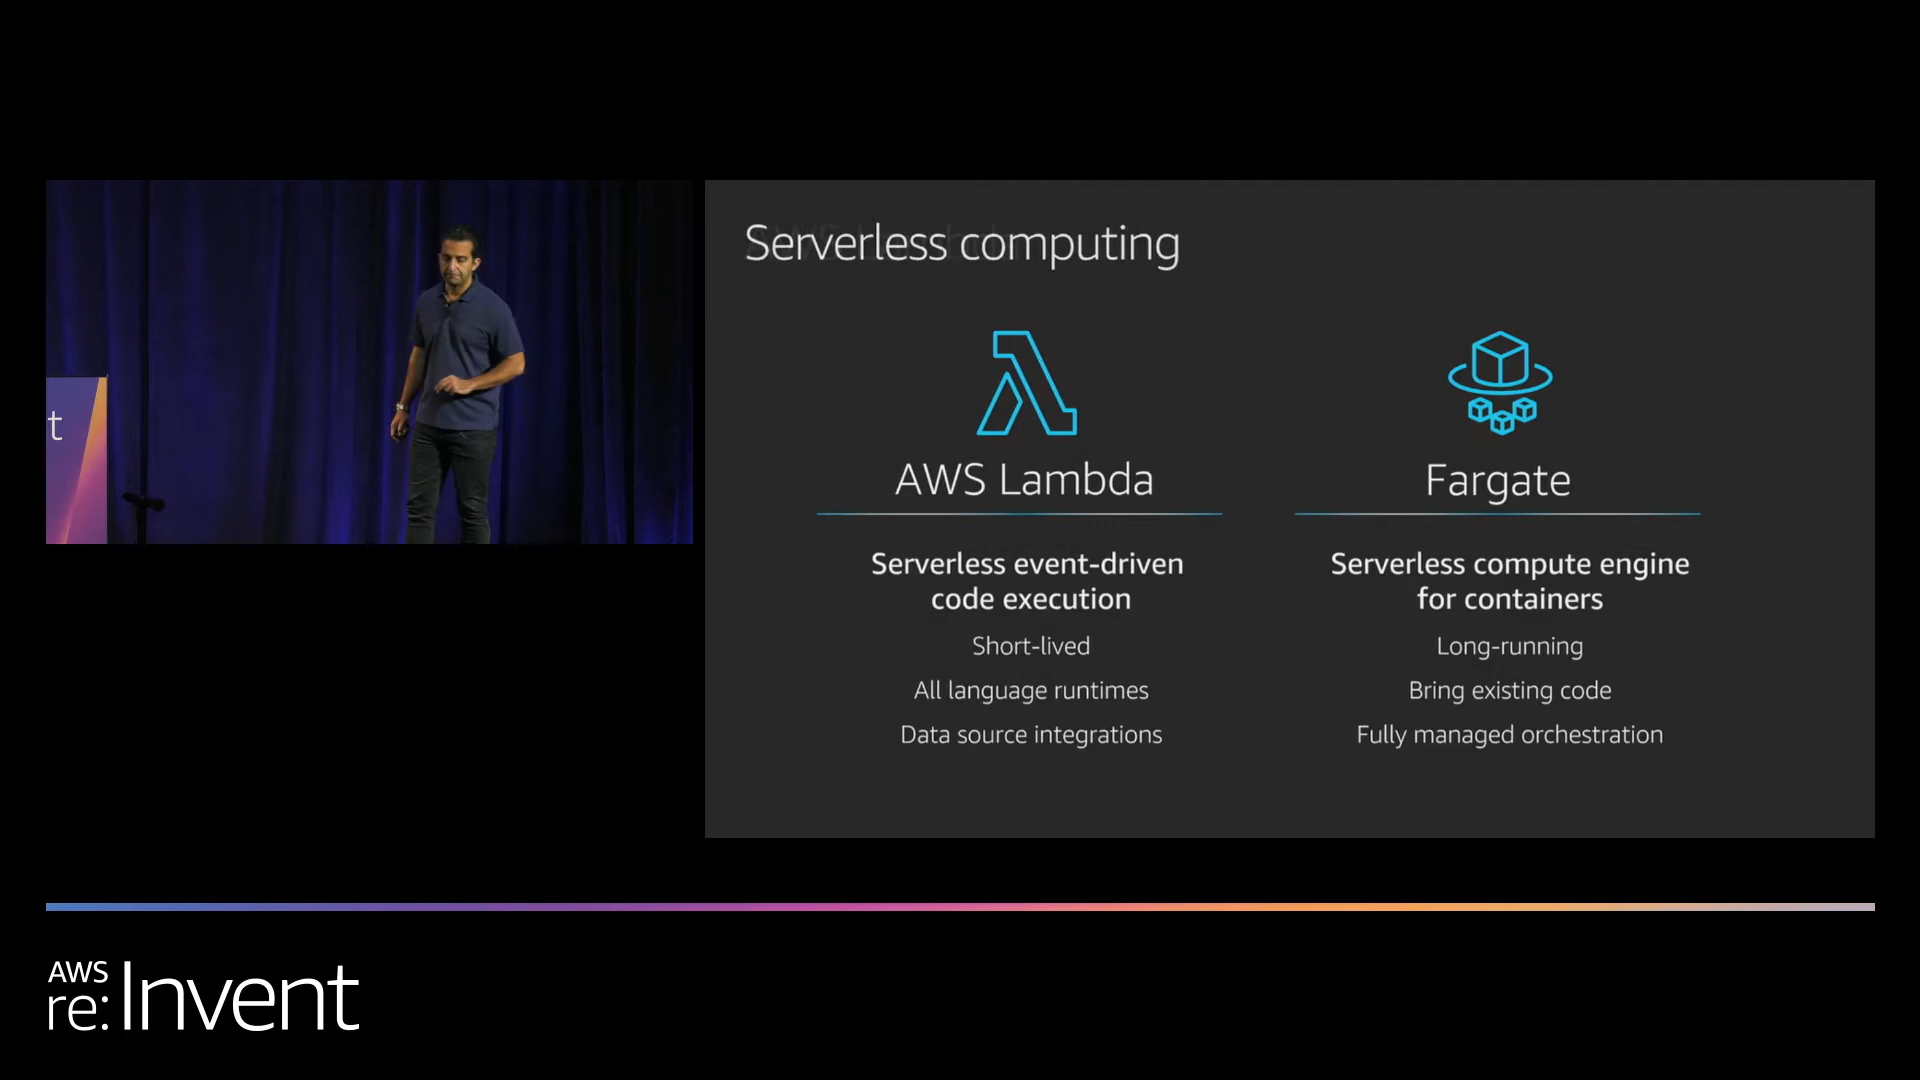 t
Serverless computing
AWS Lambda
Serverless event-driven
code execution
Short-lived
All language runtimes
Data source integrations
Fargate
Serverless compute engine
for containers
Long-running
Bring existing code
Fully managed orchestration
AWS
re:Invent